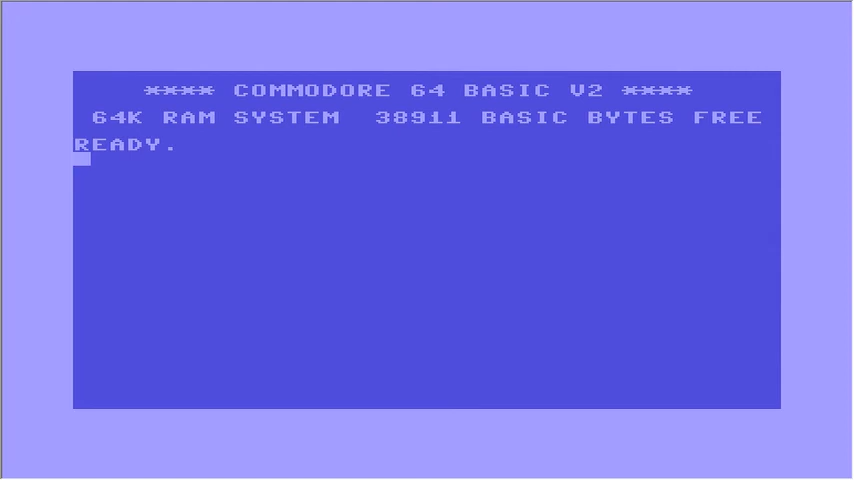 **** COMMODORE 64 BASIC V2 ****
64K RAM SYSTEM  38911 BASIC BYTES FREE
READY.